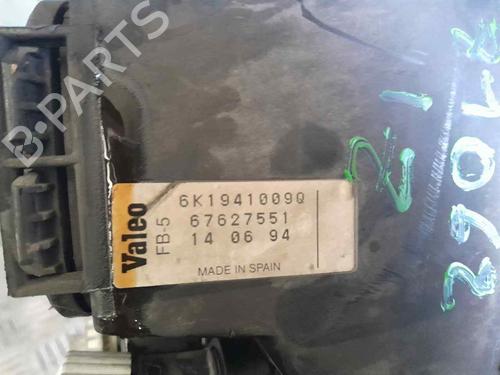 Valeo
FB-5
6K1941009Q
67627551
14 06 94
MADE IN SPAIN
B-PARTS